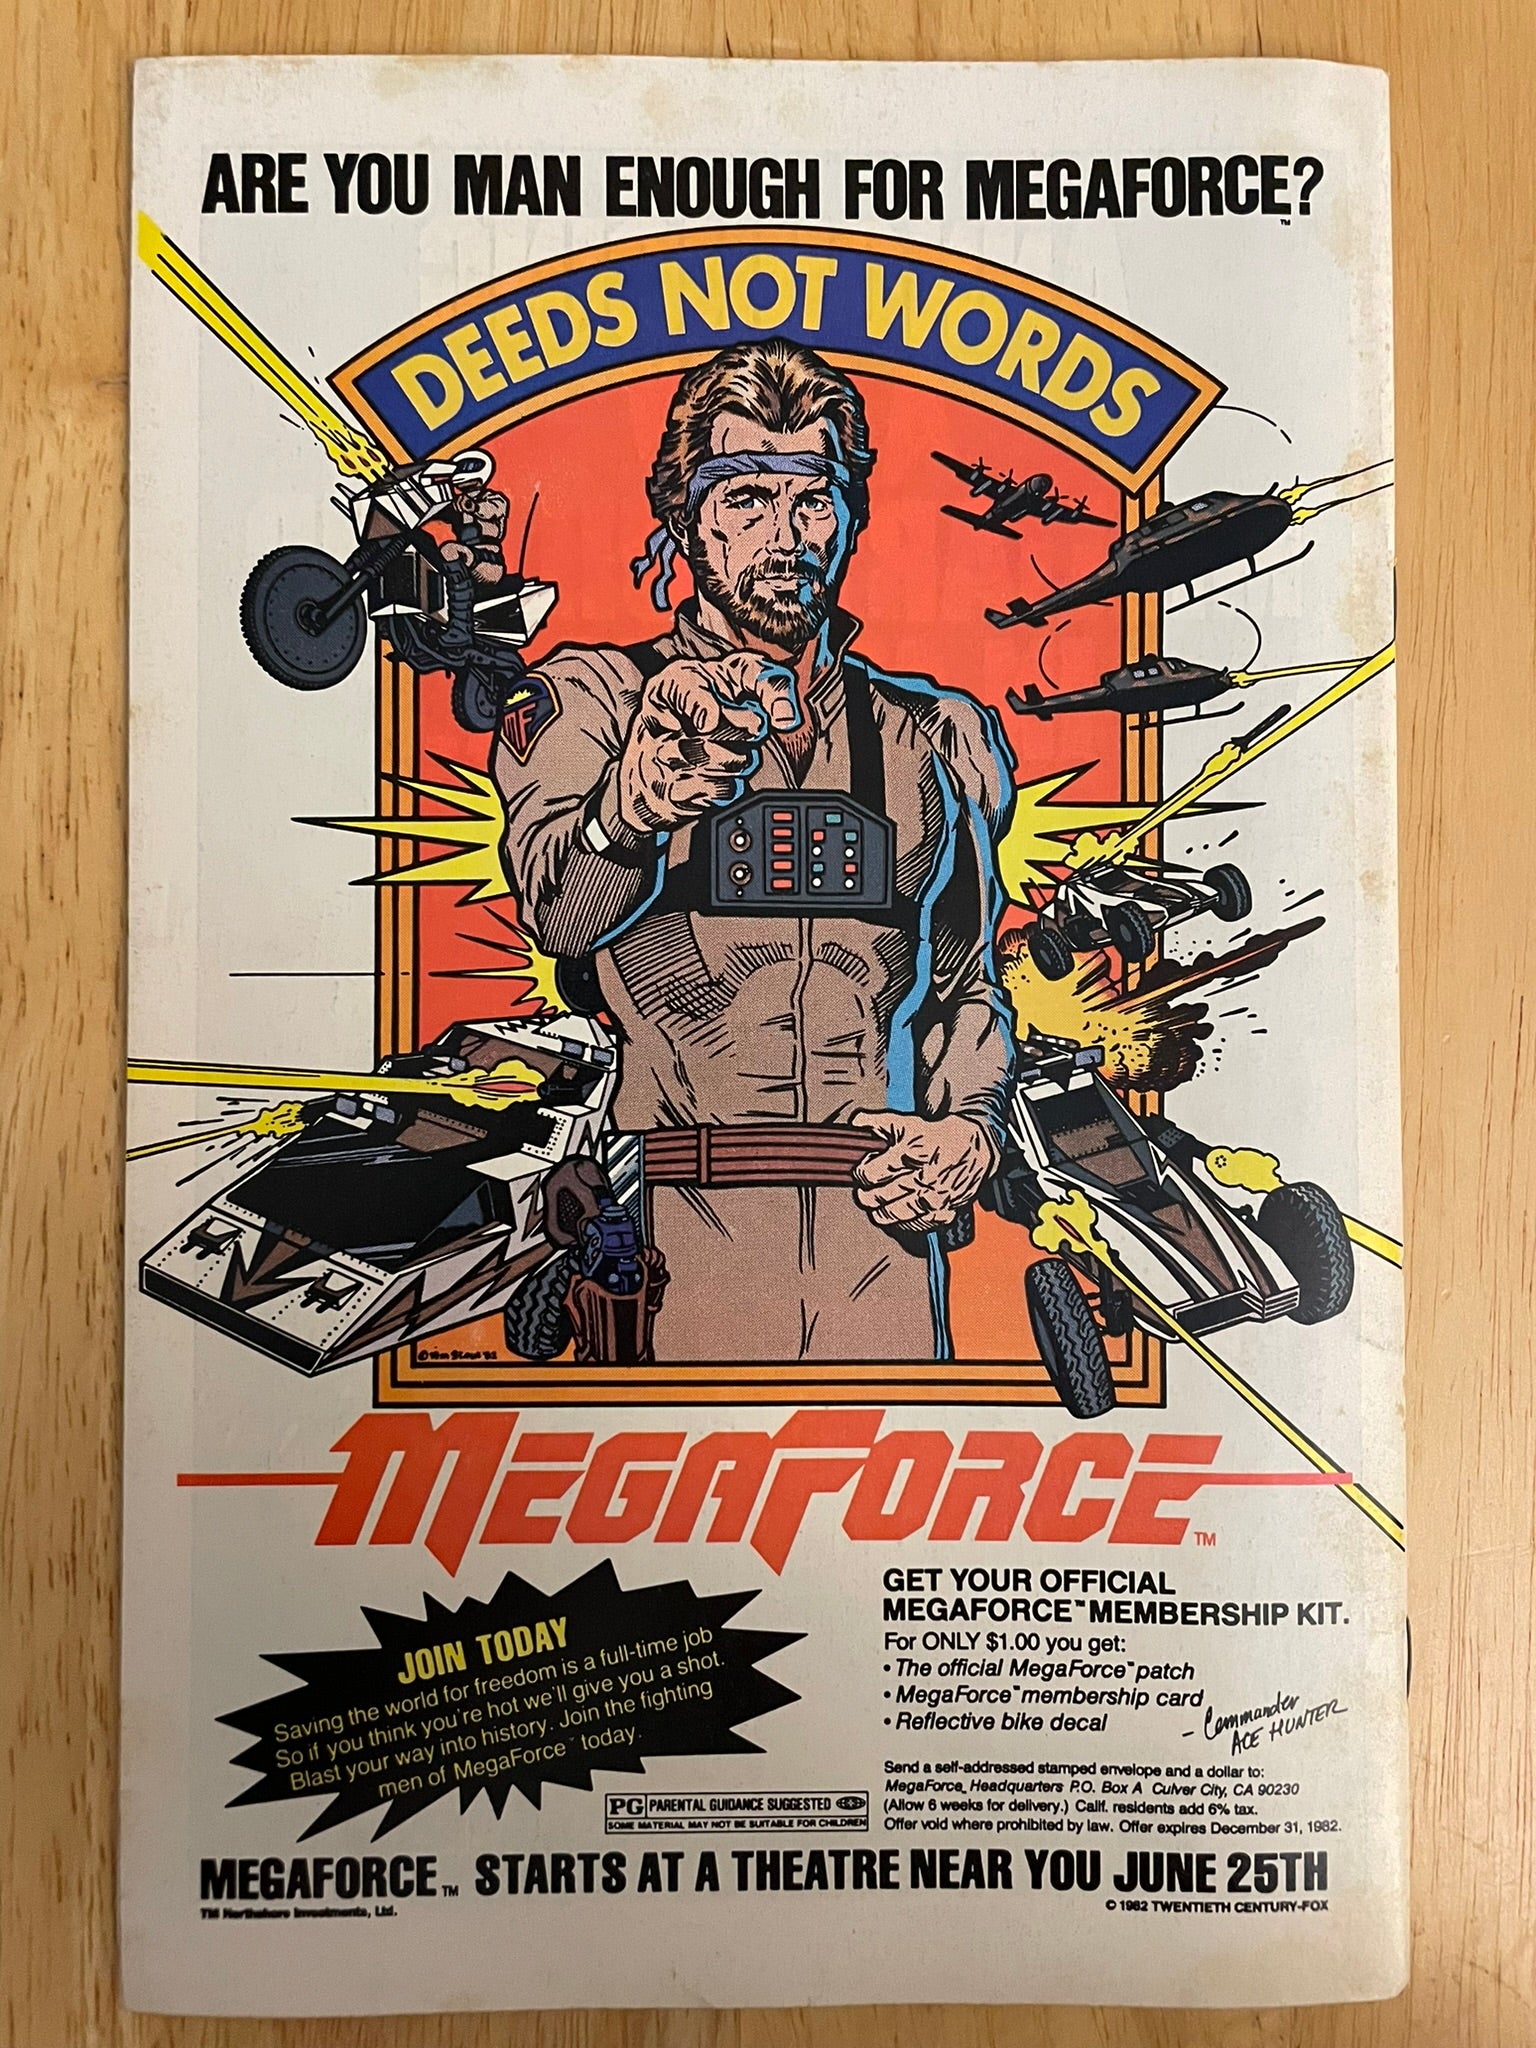 ARE YOU MAN ENOUGH FOR MEGAFORCE?™
DEEDS NOT WORDS
MF
MEGAFORCE™
JOIN TODAY
Saving the world for freedom is a full-time job
So if you think you're hot we'll give you a shot.
Blast your way into history. Join the fighting
men of MegaForce™ today.
GET YOUR OFFICIAL
MEGAFORCE™ MEMBERSHIP KIT.
For ONLY $1.00 you get:
• The official MegaForce™ patch
• MegaForce™ membership card
• Reflective bike decal
- Commander
ACE HUNTER
Send a self-addressed stamped envelope and a dollar to:
MegaForce Headquarters P.O. Box A Culver City, CA 90230
(Allow 6 weeks for delivery.) Calif. residents add 6% tax.
Offer void where prohibited by law. Offer expires December 31, 1982.
PG PARENTAL GUIDANCE SUGGESTED
SOME MATERIAL MAY NOT BE SUITABLE FOR CHILDREN
MEGAFORCE™ STARTS AT A THEATRE NEAR YOU JUNE 25TH
TM Northshore Investments, Ltd.
© 1982 TWENTIETH CENTURY-FOX